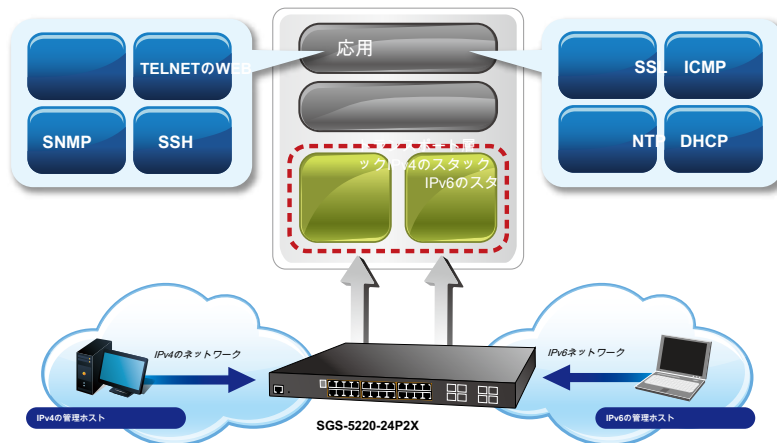 応用
TELNETのWEB
SNMP
SSH
SSL
ICMP
NTP
DHCP
ックIPv4のスタック
IPv6のスタ
IPv4のネットワーク
IPv6ネットワーク
IPv4の管理ホスト
IPv6の管理ホスト
SGS-5220-24P2X